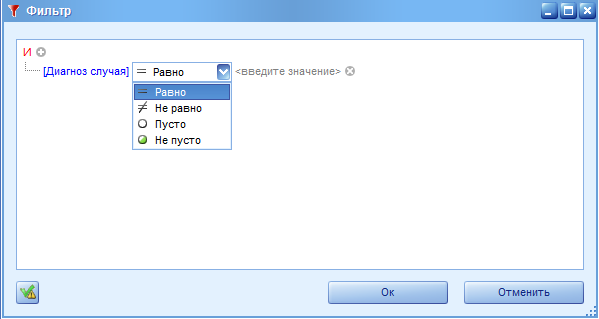 Фильтр
И
[Диагноз случая] Равно <введите значение>
Равно
Не равно
Пусто
Не пусто
Ок Отменить